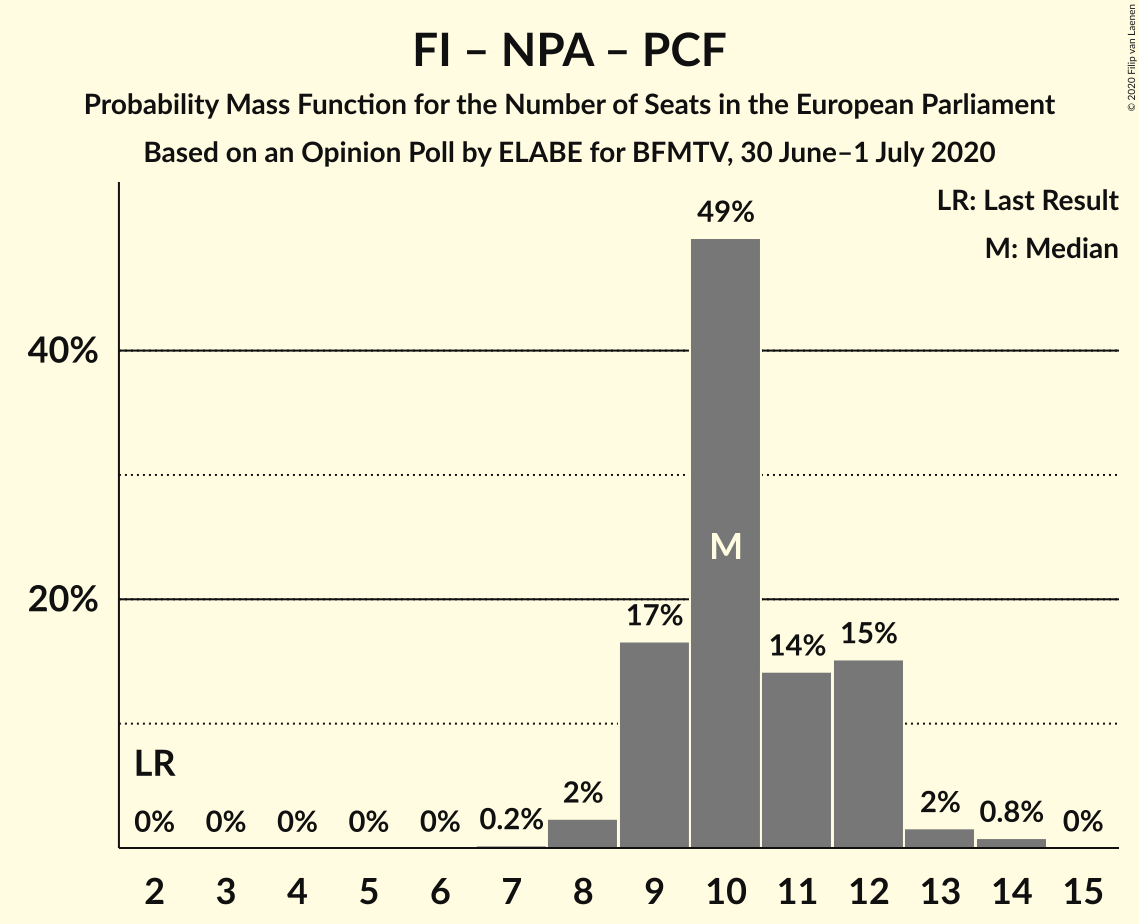 FI – NPA – PCF
Probability Mass Function for the Number of Seats in the European Parliament
Based on an Opinion Poll by ELABE for BFMTV, 30 June–1 July 2020
© 2020 Filip van Laenen
LR: Last Result
M: Median
49%
40%
M
20%
17%
15%
14%
LR
0% 0% 0% 0% 0% 0.2% 2% 2% 0.8% 0%
2 3 4 5 6 7 8 9 10 11 12 13 14 15